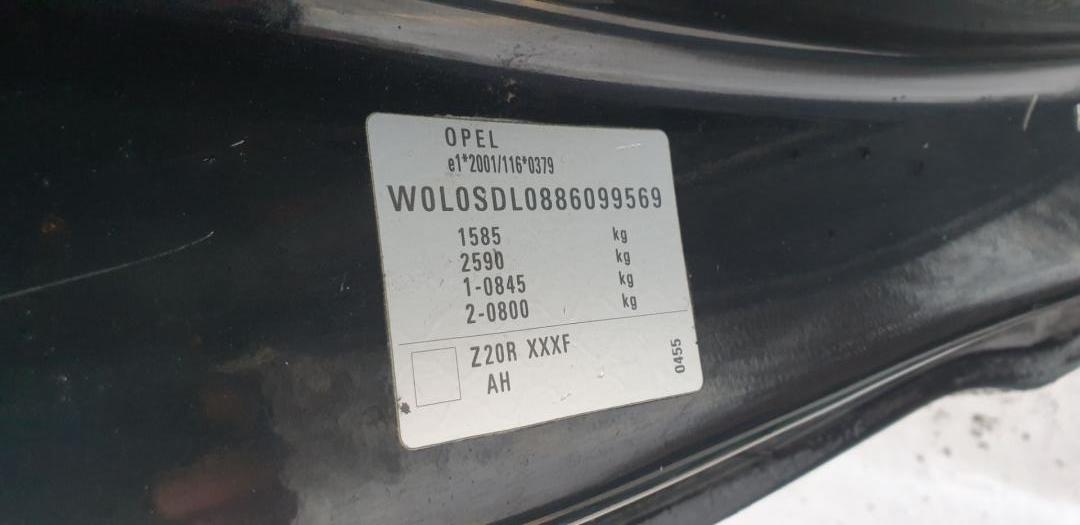 OPEL
e1*2001/116*0379
W0L0SDL0886099569
1585 kg
2590 kg
1-0845 kg
2-0800 kg
Z20R XXXF
AH
0455